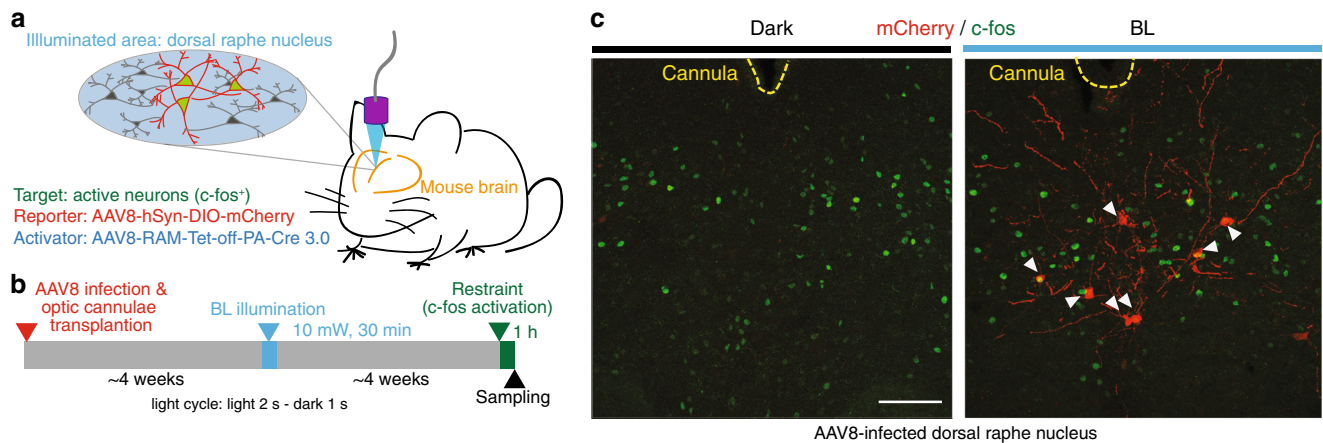 a
Illluminated area: dorsal raphe nucleus
Mouse brain
Target: active neurons (c-fos+)
Reporter: AAV8-hSyn-DIO-mCherry
Activator: AAV8-RAM-Tet-off-PA-Cre 3.0
b
AAV8 infection &
optic cannulae
transplantion
BL illumination
10 mW, 30 min
Restraint
(c-fos activation)
1 h
~4 weeks
~4 weeks
Sampling
light cycle: light 2 s - dark 1 s
c
Dark
mCherry / c-fos
BL
Cannula
Cannula
AAV8-infected dorsal raphe nucleus